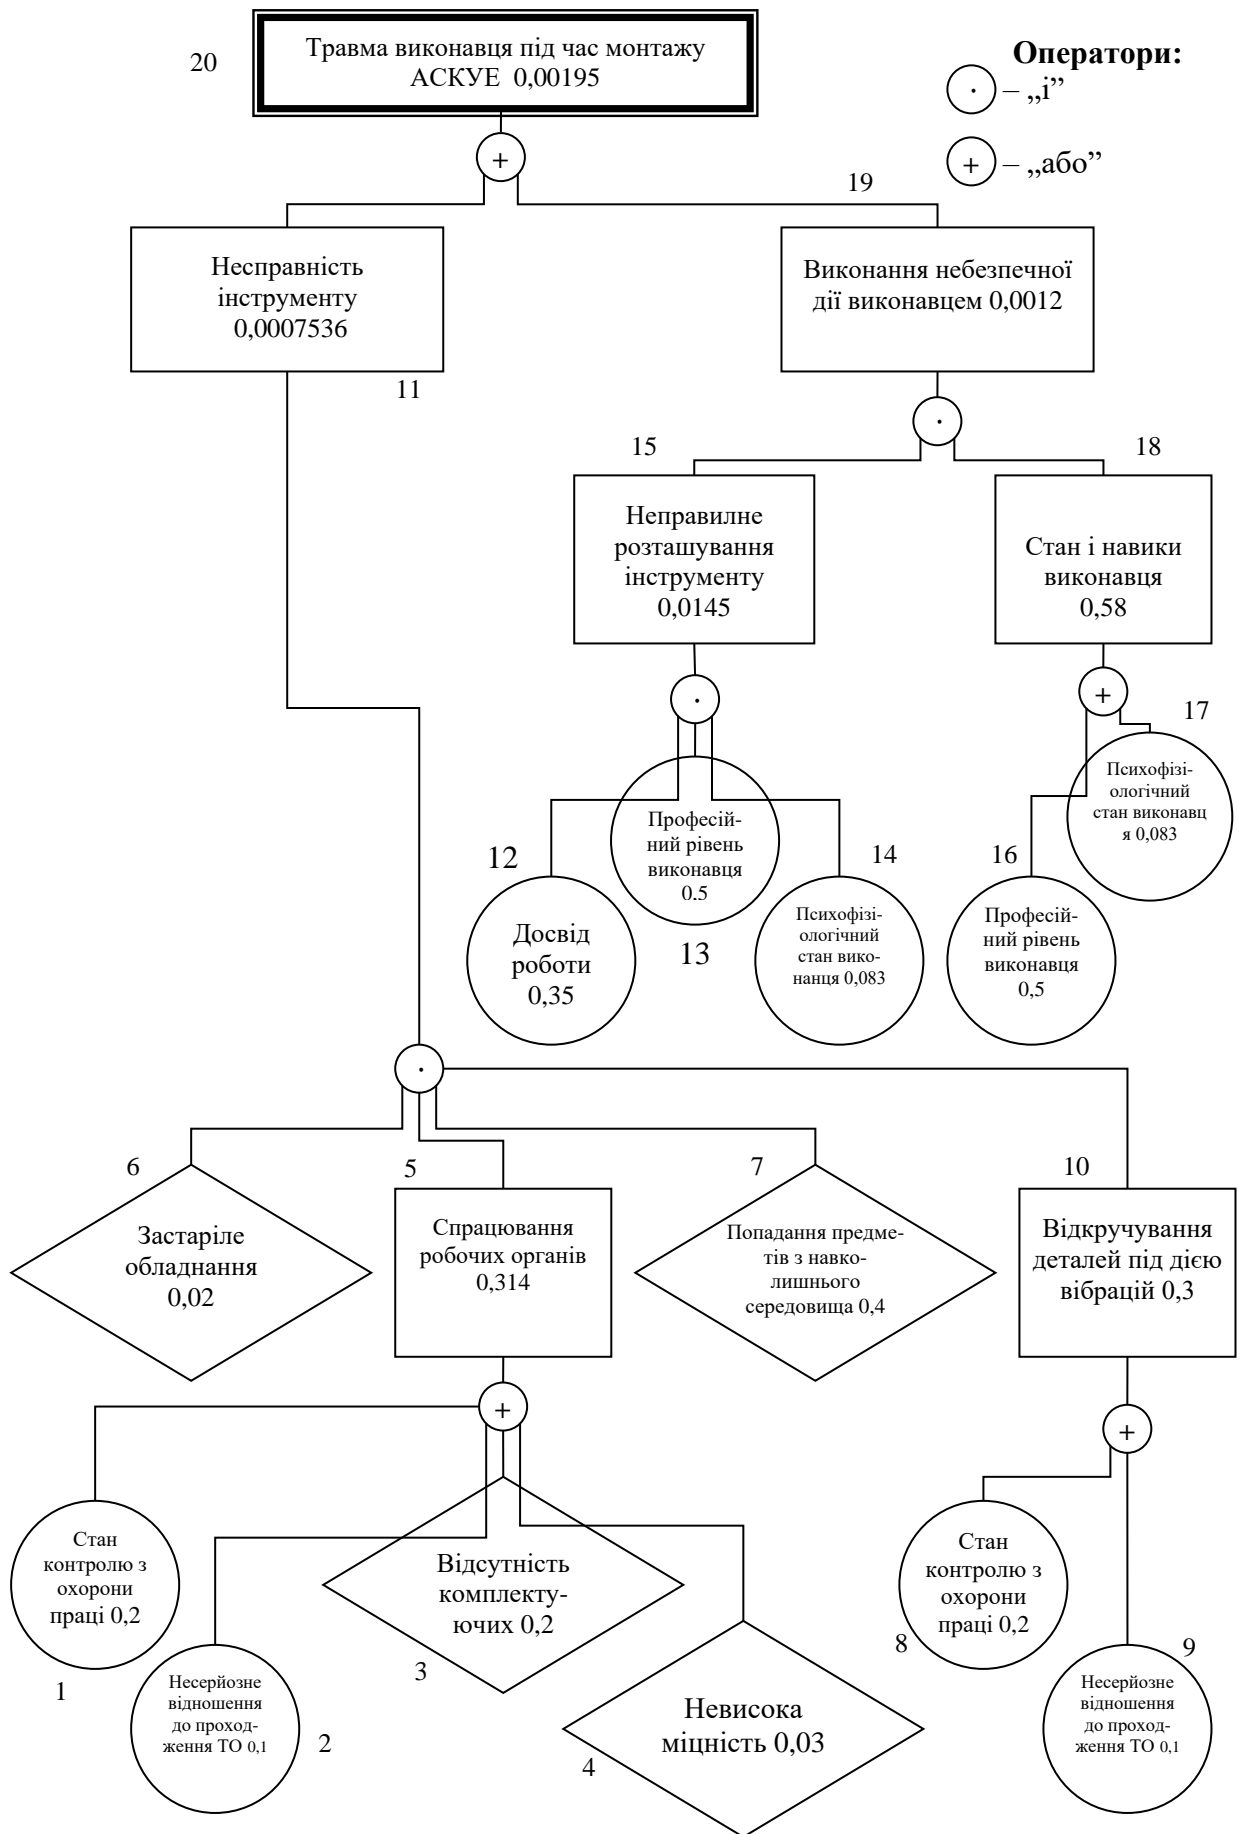 20
Травма виконавця під час монтажу
АСКУЕ 0,00195
Оператори:
· – „і”
+ – „або”
+
19
Несправність
інструменту
0,0007536
11
Виконання небезпечної
дії виконавцем 0,0012
·
15
18
Неправилне
розташування
інструменту
0,0145
Стан і навики
виконавця
0,58
·
+
17
Психофізі-
ологічний
стан виконавц
я 0,083
Професій-
ний рівень
виконавця
0.5
12
14
16
Досвід
роботи
0,35
13
Психофізі-
ологічний
стан вико-
нанця 0,083
Професій-
ний рівень
виконавця
0,5
·
6
5
7
10
Застаріле
обладнання
0,02
Спрацювання
робочих органів
0,314
Попадання предме-
тів з навко-
лишнього
середовища 0,4
Відкручування
деталей під дією
вібрацій 0,3
+
+
Стан
контролю з
охорони
праці 0,2
1
Несерйозне
відношення
до проход-
ження ТО 0,1
2
Відсутність
комплекту-
ючих 0,2
3
Невисока
міцність 0,03
4
Стан
контролю з
охорони
праці 0,2
8
9
Несерйозне
відношення
до проход-
ження ТО 0,1